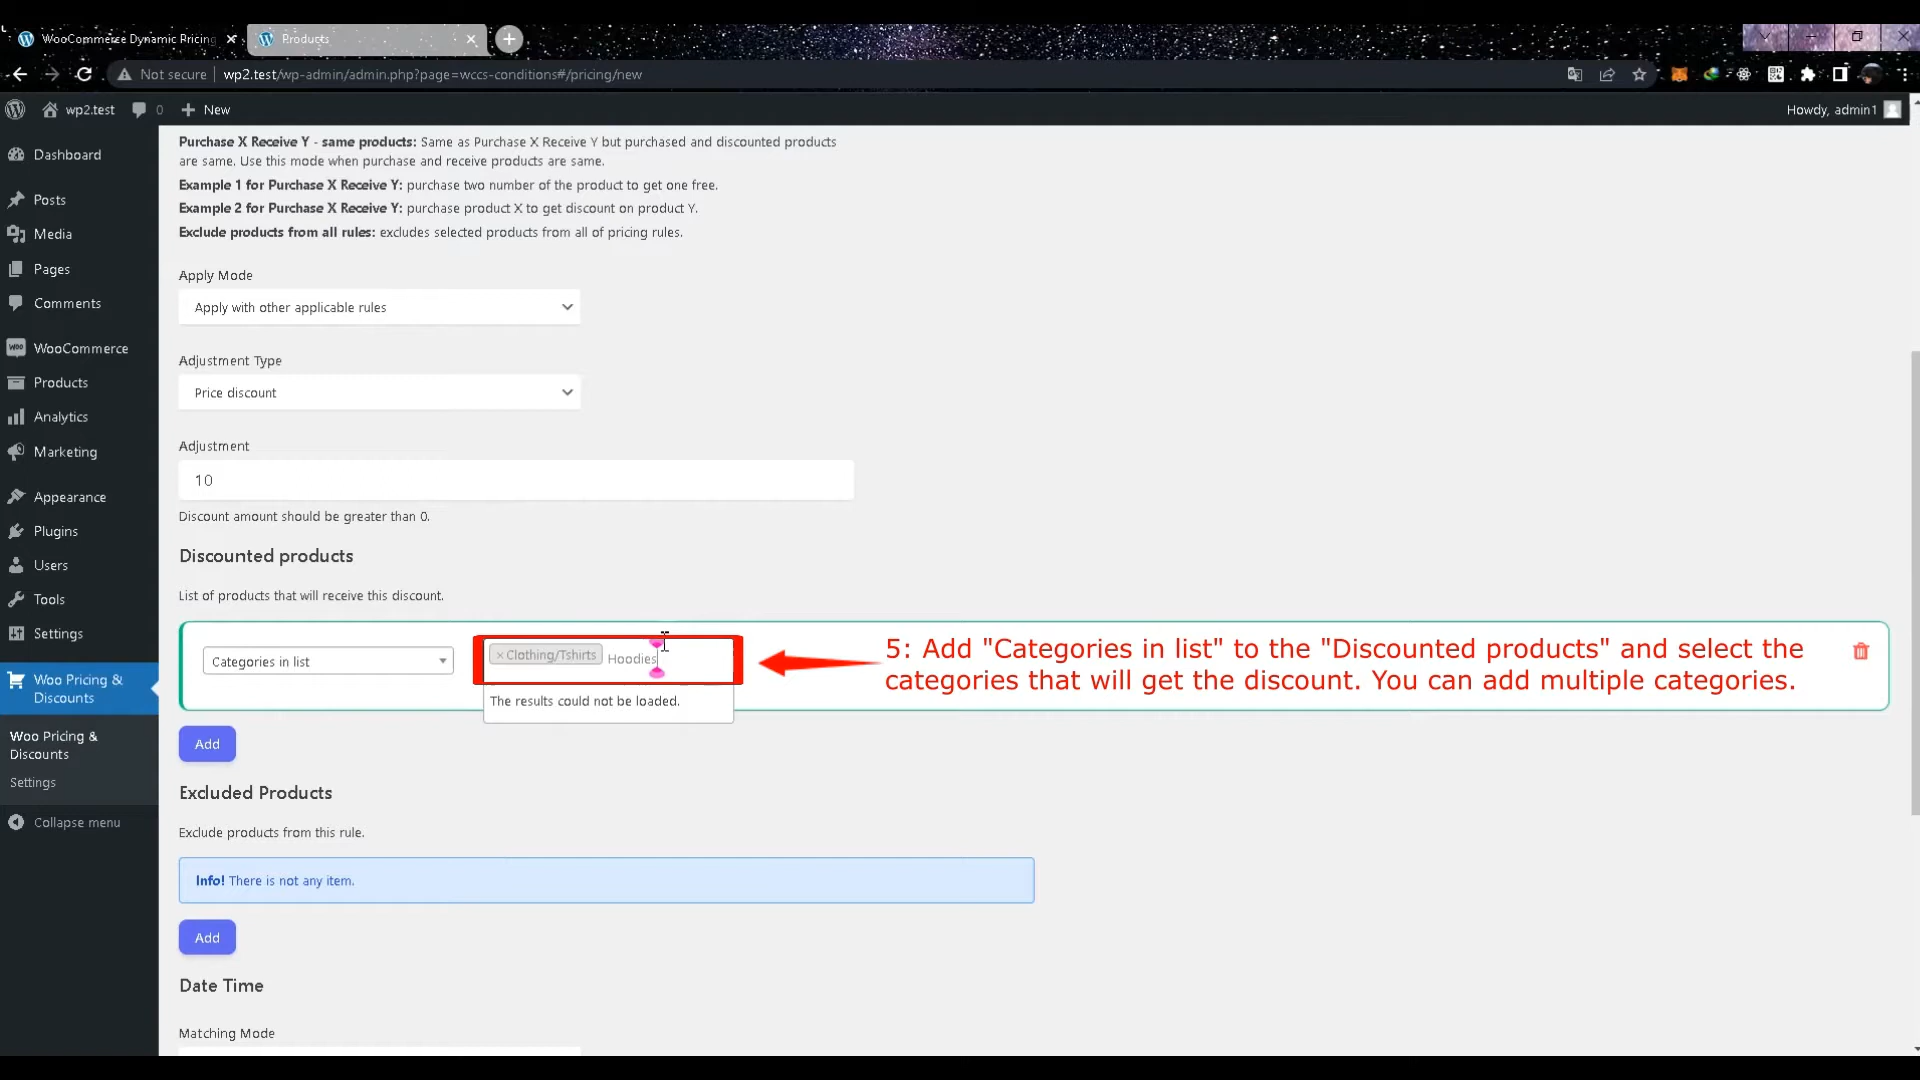 WooCommerce Dynamic Pricing
Products
Not secure
wp2.test/wp-admin/admin.php?page=wccs-conditions#/pricing/new
wp2.test
0
New
Howdy, admin1
Dashboard
Posts
Media
Pages
Comments
WooCommerce
Products
Analytics
Marketing
Appearance
Plugins
Users
Tools
Settings
Woo Pricing &
Discounts
Woo Pricing &
Discounts
Settings
Collapse menu
Purchase X Receive Y - same products: Same as Purchase X Receive Y but purchased and discounted products
are same. Use this mode when purchase and receive products are same.
Example 1 for Purchase X Receive Y: purchase two number of the product to get one free.
Example 2 for Purchase X Receive Y: purchase product X to get discount on product Y.
Exclude products from all rules: excludes selected products from all of pricing rules.
Apply Mode
Apply with other applicable rules
Adjustment Type
Price discount
Adjustment
10
Discount amount should be greater than 0.
Discounted products
List of products that will receive this discount.
Categories in list
× Clothing/Tshirts Hoodies
The results could not be loaded.
5: Add "Categories in list" to the "Discounted products" and select the
categories that will get the discount. You can add multiple categories.
Add
Excluded Products
Exclude products from this rule.
Info! There is not any item.
Add
Date Time
Matching Mode